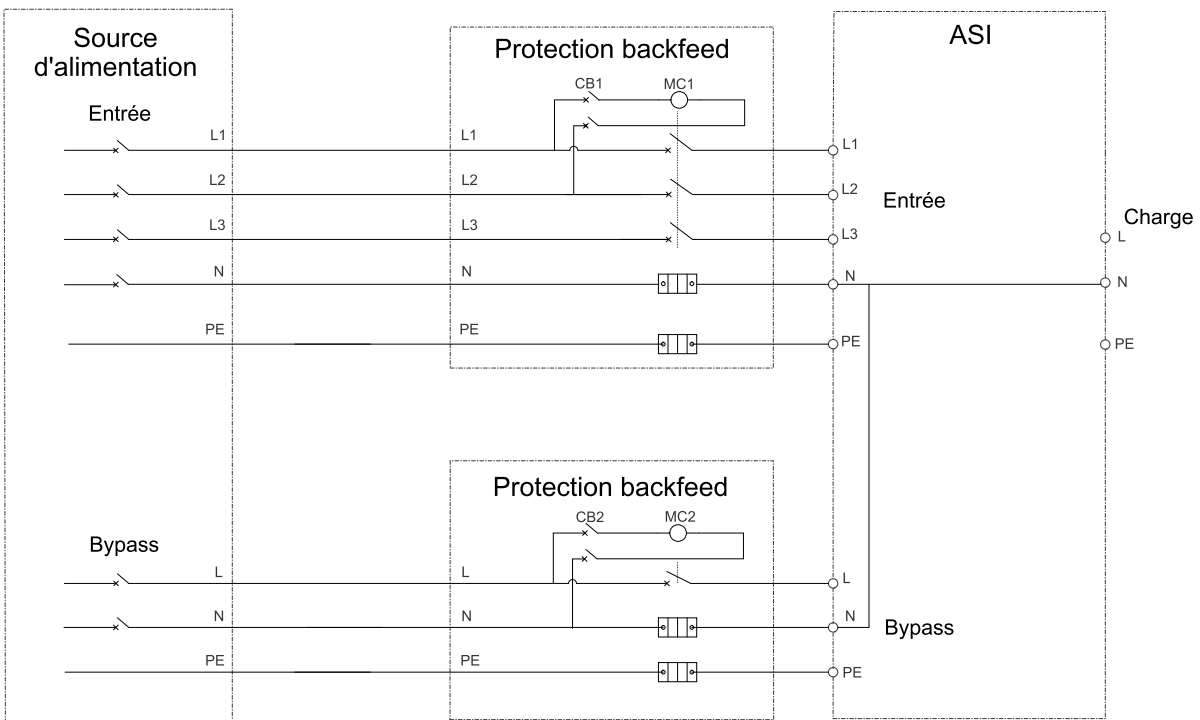 Source
d'alimentation
Protection backfeed
ASI
CB1 MC1
Entrée
L1 L1 L1
L2 L2 L2
Entrée
L3 L3 L3
Charge
L
N N N N
PE PE PE PE
Protection backfeed
CB2 MC2
Bypass
L L L
N N N
Bypass
PE PE PE